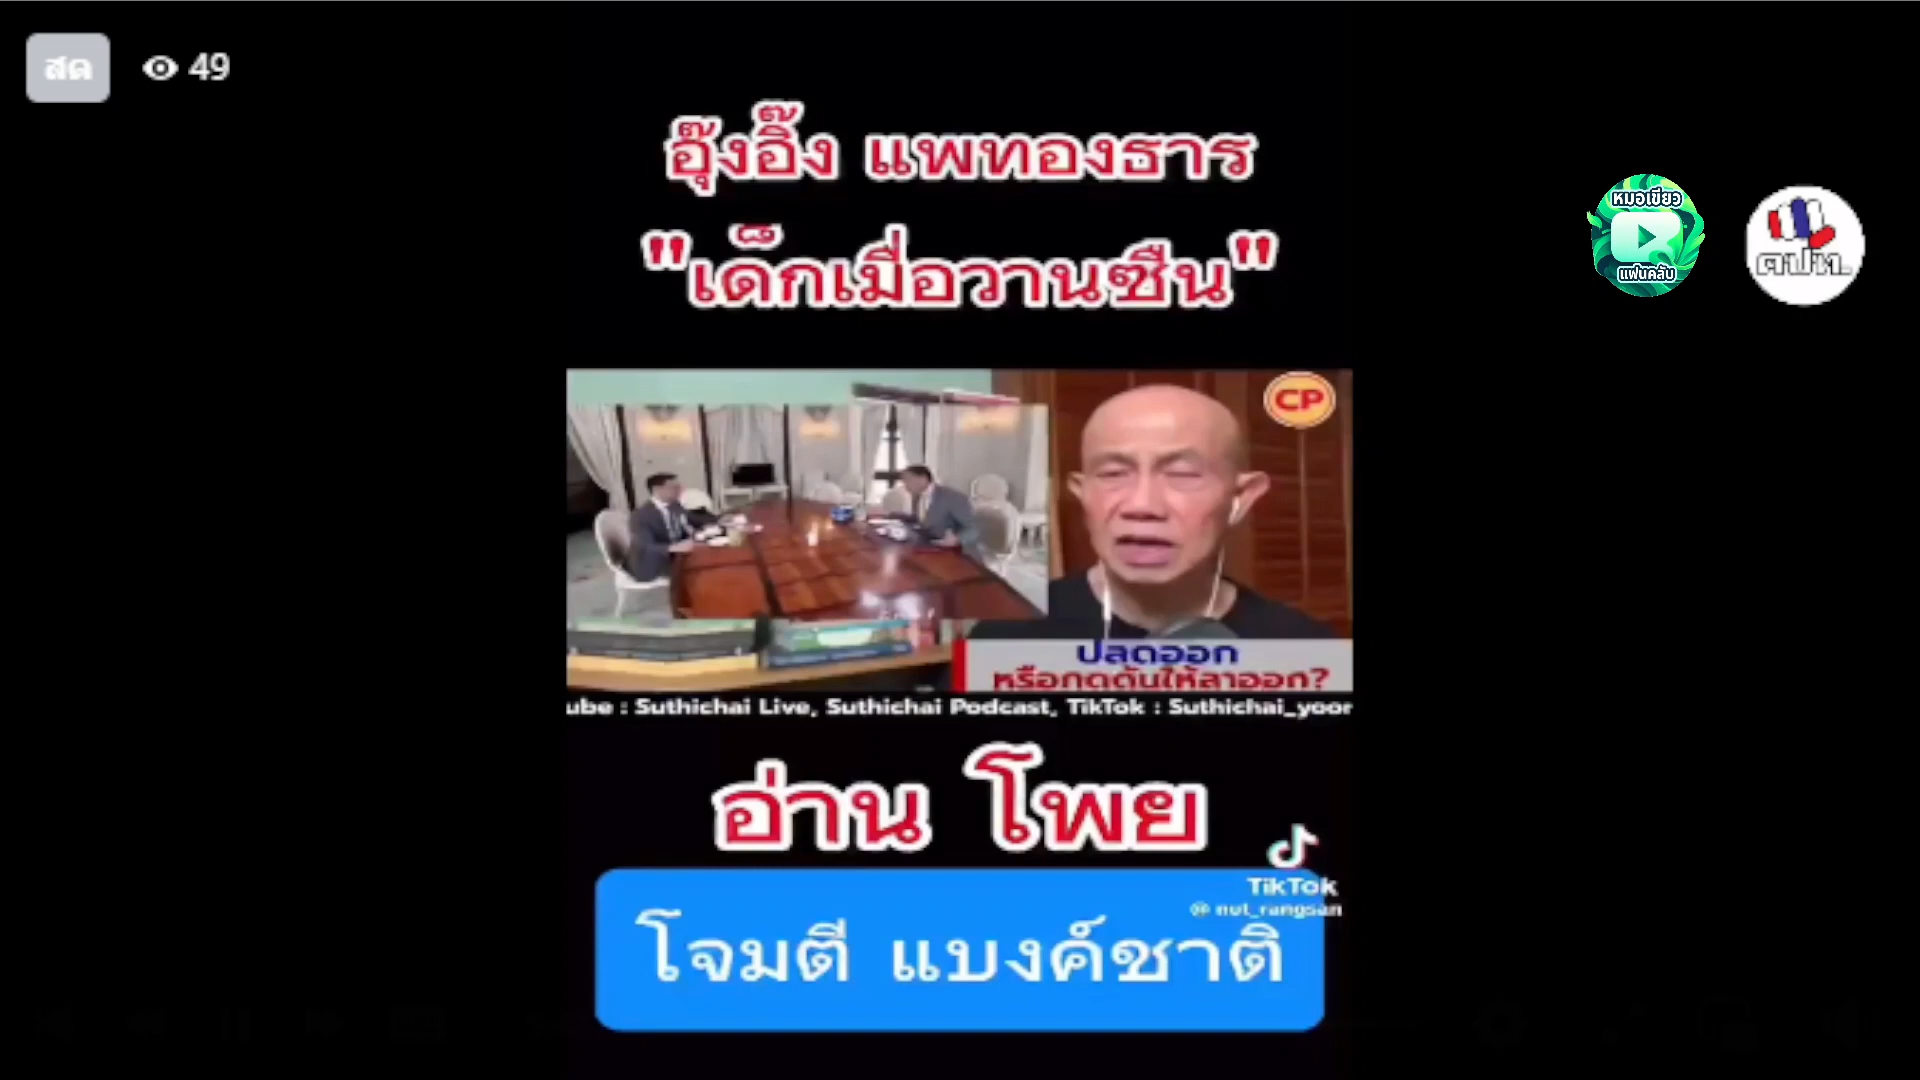 สด 49
อุ๊งอิ๊ง แพทองธาร
"เด็กเมื่อวานซืน"
หมอเขียว
แฟนคลับ
คปท.
CP
ปลดออก
หรือกดดันให้ลาออก?
ube : Suthichai Live, Suthichai Podcast, TikTok : Suthichai_yoon
อ่าน โพย
TikTok
@ nut_rangsan
โจมตี แบงค์ชาติ